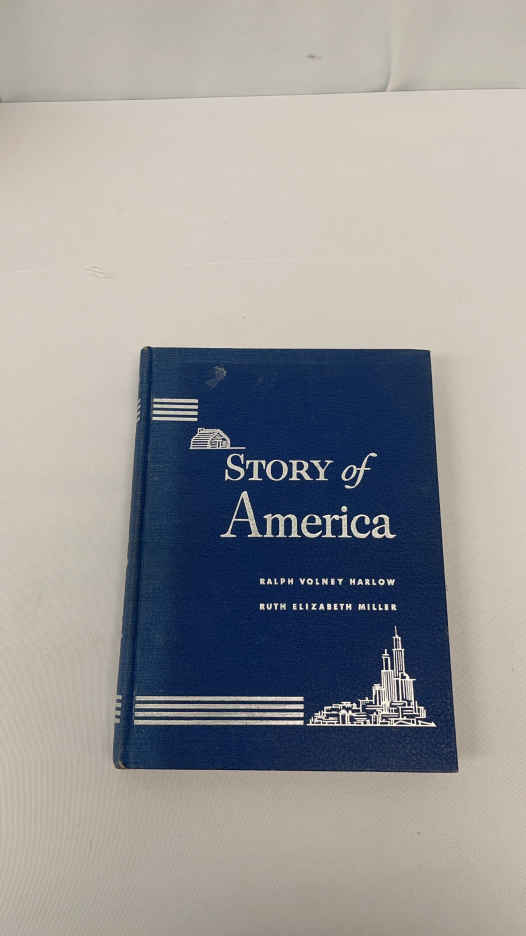 STORY of
America
RALPH VOLNEY HARLOW
RUTH ELIZABETH MILLER